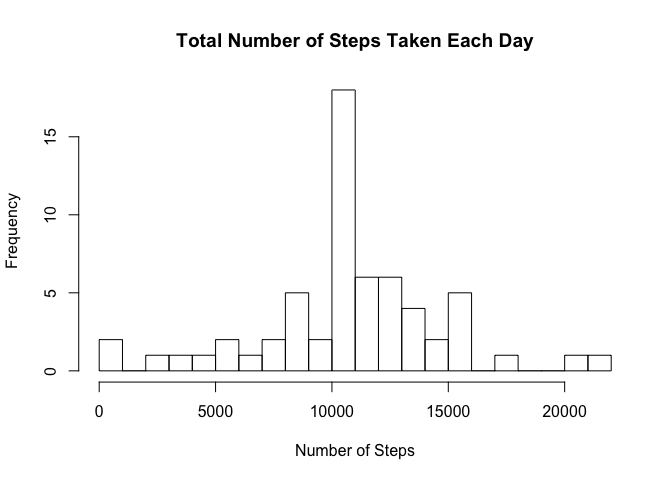 Total Number of Steps Taken Each Day
Frequency
15
10
5
0
0 5000 10000 15000 20000
Number of Steps